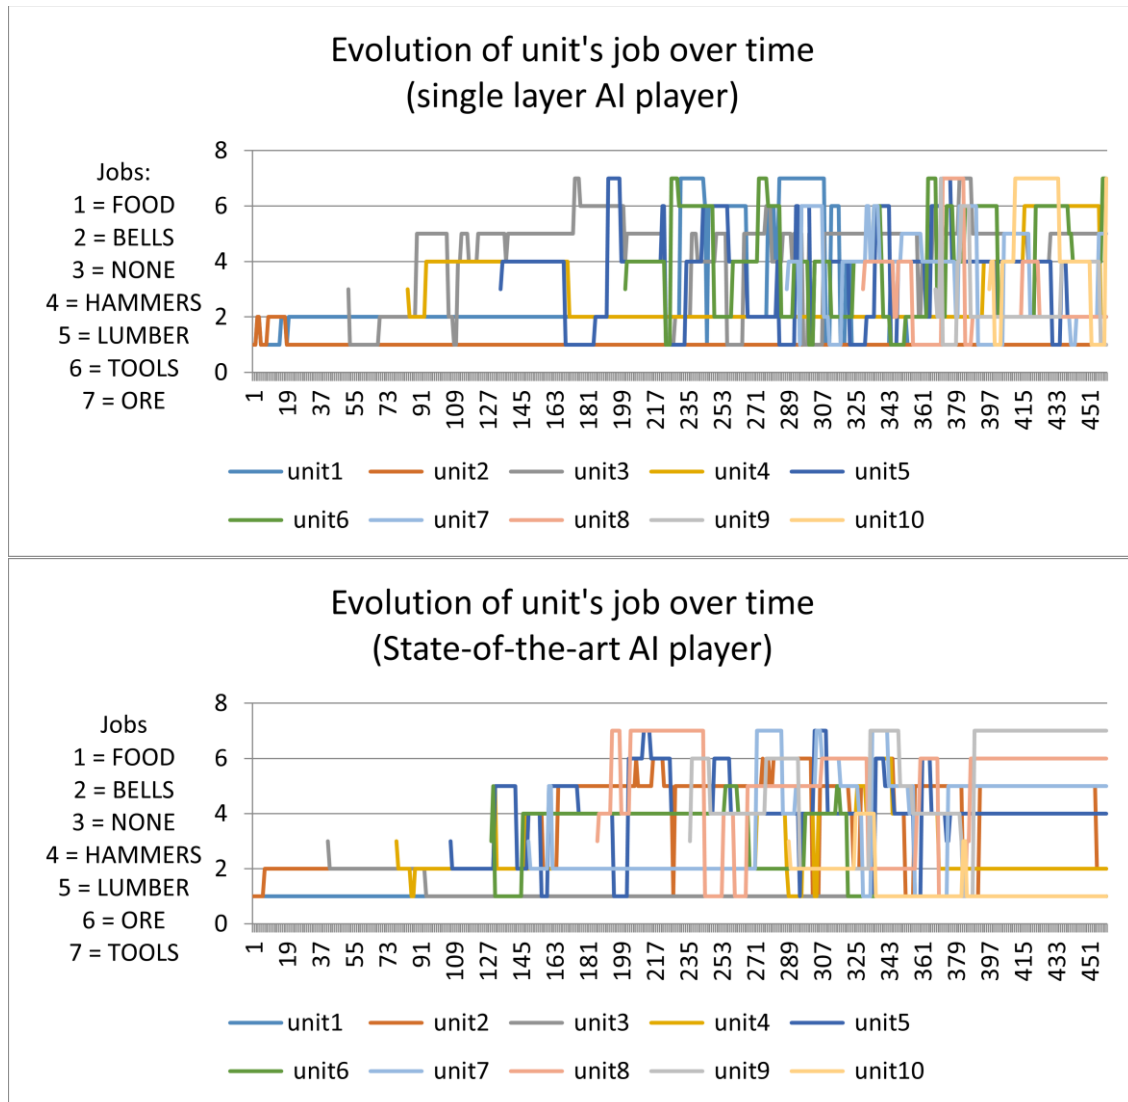 Evolution of unit's job over time
(single layer AI player)
Jobs:
1 = FOOD
2 = BELLS
3 = NONE
4 = HAMMERS
5 = LUMBER
6 = TOOLS
7 = ORE
8
6
4
2
0
1 19 37 55 73 91 109 127 145 163 181 199 217 235 253 271 289 307 325 343 361 379 397 415 433 451
unit1 unit2 unit3 unit4 unit5
unit6 unit7 unit8 unit9 unit10
Evolution of unit's job over time
(State-of-the-art AI player)
Jobs
1 = FOOD
2 = BELLS
3 = NONE
4 = HAMMERS
5 = LUMBER
6 = ORE
7 = TOOLS
8
6
4
2
0
1 19 37 55 73 91 109 127 145 163 181 199 217 235 253 271 289 307 325 343 361 379 397 415 433 451
unit1 unit2 unit3 unit4 unit5
unit6 unit7 unit8 unit9 unit10